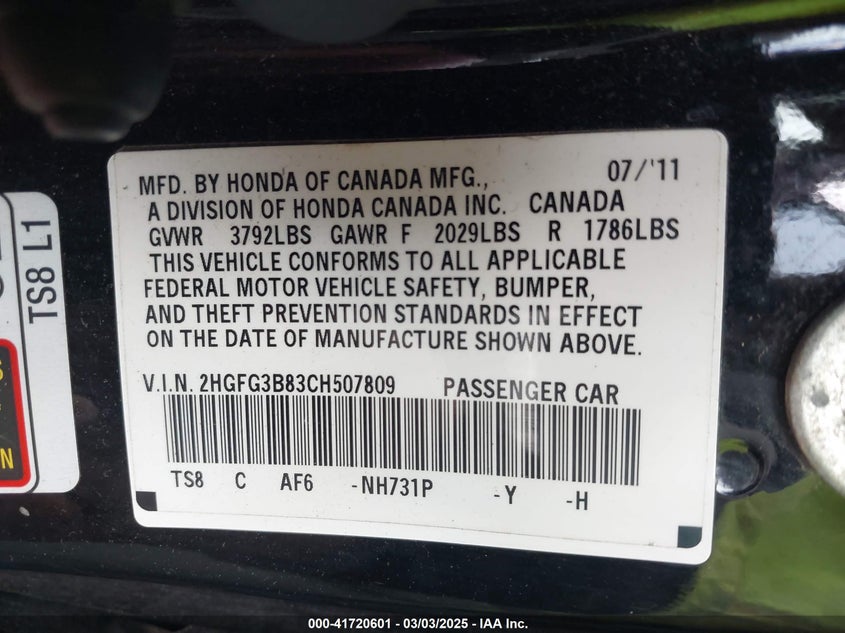 MFD. BY HONDA OF CANADA MFG., 07/'11
A DIVISION OF HONDA CANADA INC. CANADA
GVWR 3792LBS GAWR F 2029LBS R 1786LBS
THIS VEHICLE CONFORMS TO ALL APPLICABLE
FEDERAL MOTOR VEHICLE SAFETY, BUMPER,
AND THEFT PREVENTION STANDARDS IN EFFECT
ON THE DATE OF MANUFACTURE SHOWN ABOVE.
V.I.N. 2HGFG3B83CH507809 PASSENGER CAR
TS8 C AF6 -NH731P -Y -H
TS8 L1
000-41720601 - 03/03/2025 - IAA Inc.